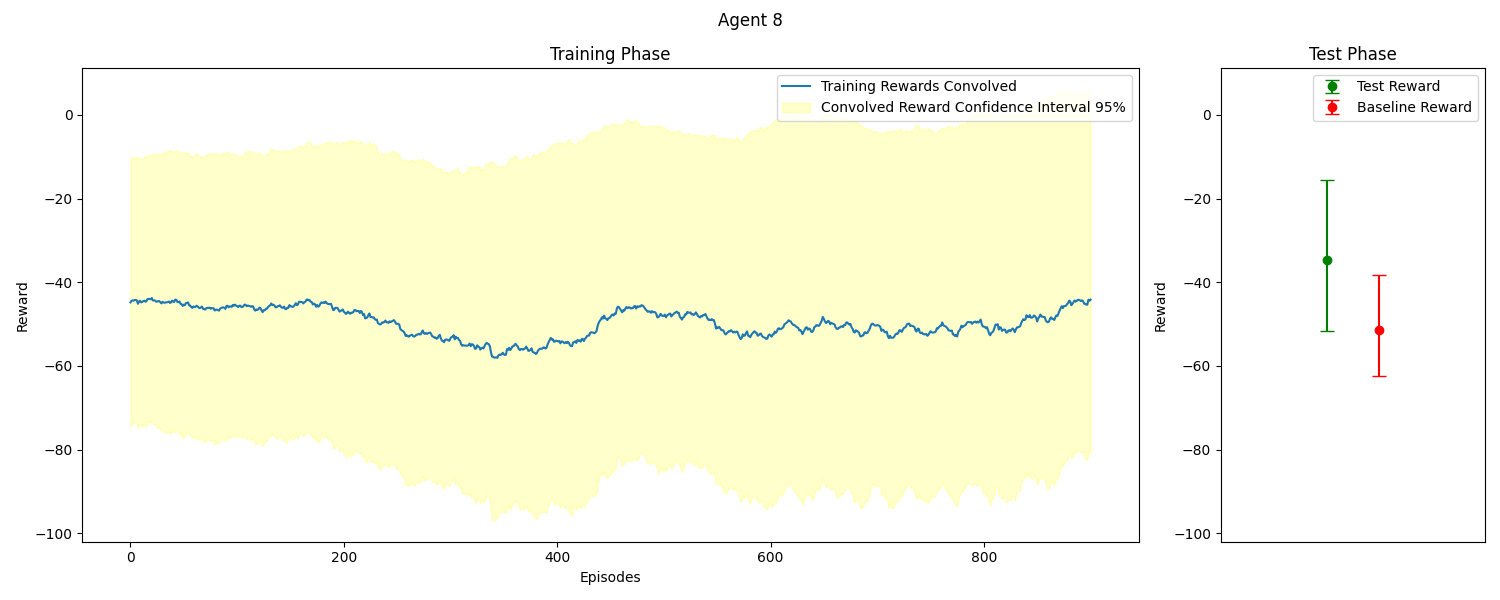 Agent 8
Training Phase
Training Rewards Convolved
Convolved Reward Confidence Interval 95%
Reward
0
−20
−40
−60
−80
−100
0
200
400
600
800
Episodes
Test Phase
Test Reward
Baseline Reward
Reward
0
−20
−40
−60
−80
−100